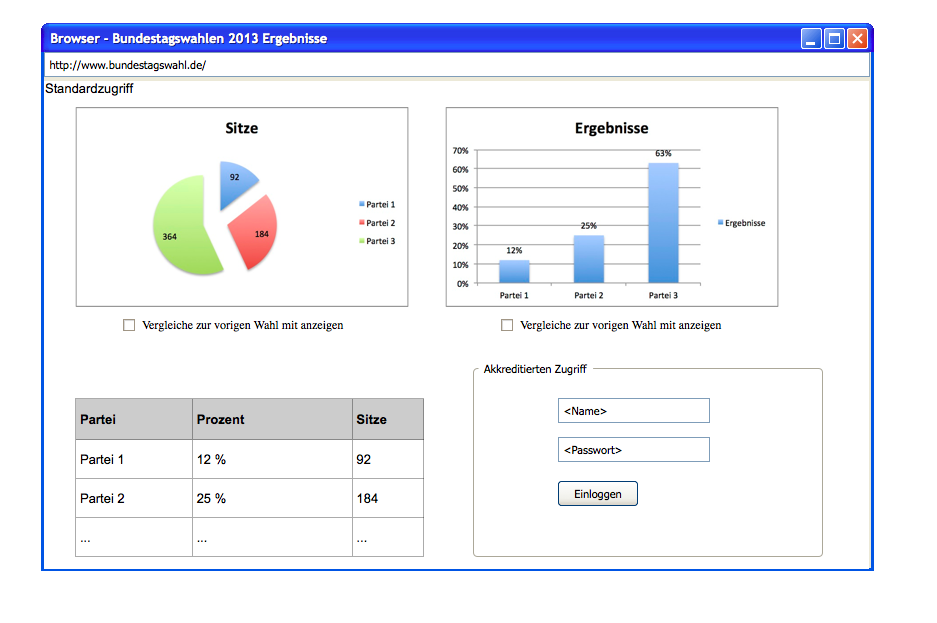 Browser - Bundestagswahlen 2013 Ergebnisse
http://www.bundestagswahl.de/
Standardzugriff
Sitze
92
184
364
Partei 1
Partei 2
Partei 3
Vergleiche zur vorigen Wahl mit anzeigen
Ergebnisse
70%
60%
50%
40%
30%
20%
10%
0%
12%
25%
63%
Partei 1 Partei 2 Partei 3
Ergebnisse
Vergleiche zur vorigen Wahl mit anzeigen
Partei Prozent Sitze
Partei 1 12 % 92
Partei 2 25 % 184
... ... ...
Akkreditierten Zugriff
<Name>
<Passwort>
Einloggen